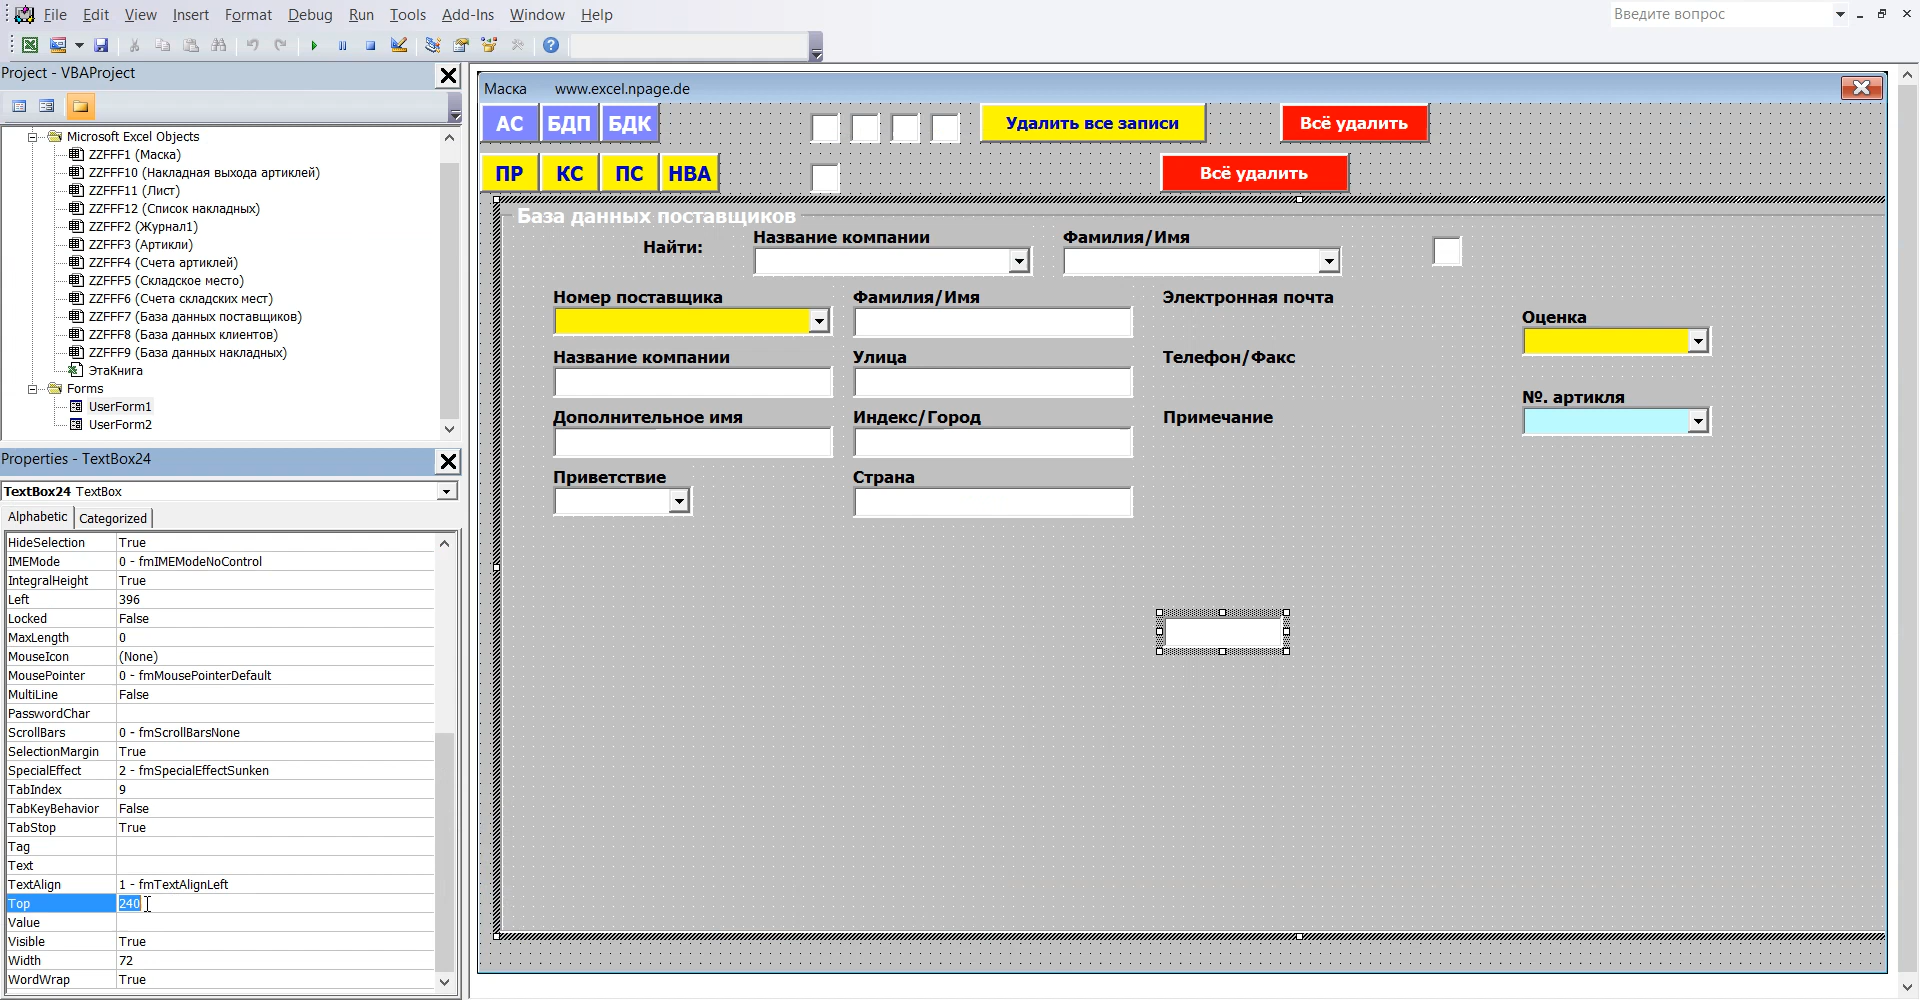 File Edit View Insert Format Debug Run Tools Add-Ins Window Help
Введите вопрос
Project - VBAProject
Microsoft Excel Objects
ZZFFF1 (Маска)
ZZFFF10 (Накладная выхода артиклей)
ZZFFF11 (Лист)
ZZFFF12 (Список накладных)
ZZFFF2 (Журнал1)
ZZFFF3 (Артикли)
ZZFFF4 (Счета артиклей)
ZZFFF5 (Складское место)
ZZFFF6 (Счета складских мест)
ZZFFF7 (База данных поставщиков)
ZZFFF8 (База данных клиентов)
ZZFFF9 (База данных накладных)
ЭтаКнига
Forms
UserForm1
UserForm2
Properties - TextBox24
TextBox24 TextBox
Alphabetic Categorized
HideSelection True
IMEMode 0 - fmIMEModeNoControl
IntegralHeight True
Left 396
Locked False
MaxLength 0
MouseIcon (None)
MousePointer 0 - fmMousePointerDefault
MultiLine False
PasswordChar
ScrollBars 0 - fmScrollBarsNone
SelectionMargin True
SpecialEffect 2 - fmSpecialEffectSunken
TabIndex 9
TabKeyBehavior False
TabStop True
Tag
Text
TextAlign 1 - fmTextAlignLeft
Top 240
Value
Visible True
Width 72
WordWrap True
Маска www.excel.npage.de
АС БДП БДК Удалить все записи Всё удалить
ПР КС ПС НВА Всё удалить
База данных поставщиков
Найти: Название компании Фамилия/Имя
Номер поставщика Фамилия/Имя Электронная почта
Оценка
Название компании Улица Телефон/Факс
№. артикля
Дополнительное имя Индекс/Город Примечание
Приветствие Страна